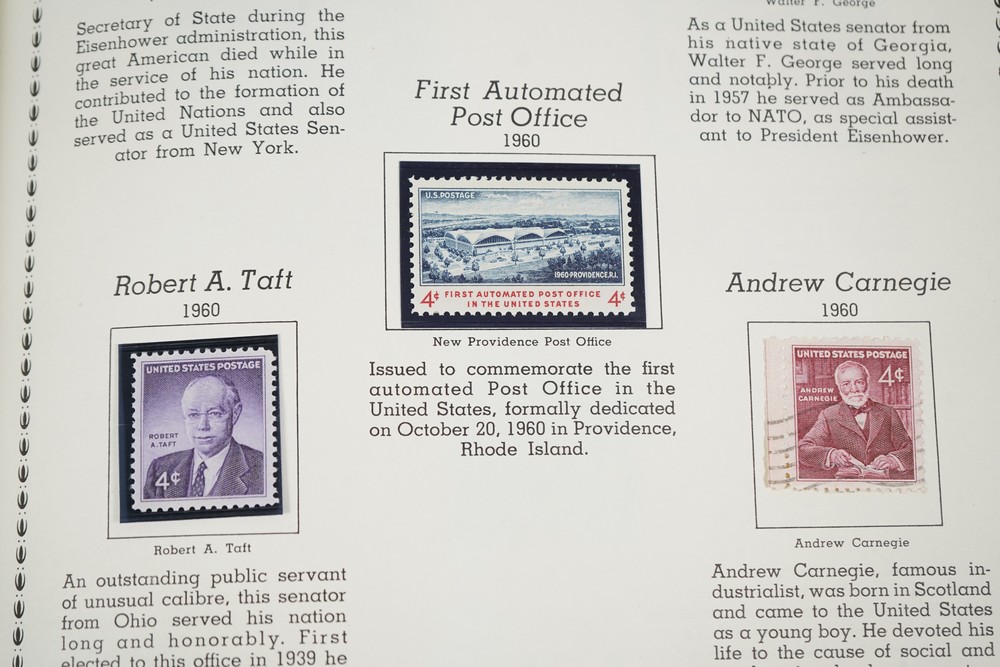 Secretary of State during the
Eisenhower administration, this
great American died while in
the service of his nation. He
contributed to the formation of
the United Nations and also
served as a United States Sen-
ator from New York.
Walter F. George
As a United States senator from
his native state of Georgia,
Walter F. George served long
and notably. Prior to his death
in 1957 he served as Ambassa-
dor to NATO, as special assist-
ant to President Eisenhower.
First Automated
Post Office
1960
U.S. POSTAGE
1960·PROVIDENCE, R.I.
4¢ FIRST AUTOMATED POST OFFICE 4¢
IN THE UNITED STATES
New Providence Post Office
Issued to commemorate the first
automated Post Office in the
United States, formally dedicated
on October 20, 1960 in Providence,
Rhode Island.
Robert A. Taft
1960
UNITED STATES POSTAGE
ROBERT
A. TAFT
4¢
Robert A. Taft
An outstanding public servant
of unusual calibre, this senator
from Ohio served his nation
long and honorably. First
elected to this office in 1939 he
Andrew Carnegie
1960
UNITED STATES POSTAGE
4¢
ANDREW
CARNEGIE
Andrew Carnegie
Andrew Carnegie, famous in-
dustrialist, was born in Scotland
and came to the United States
as a young boy. He devoted his
life to the cause of social and